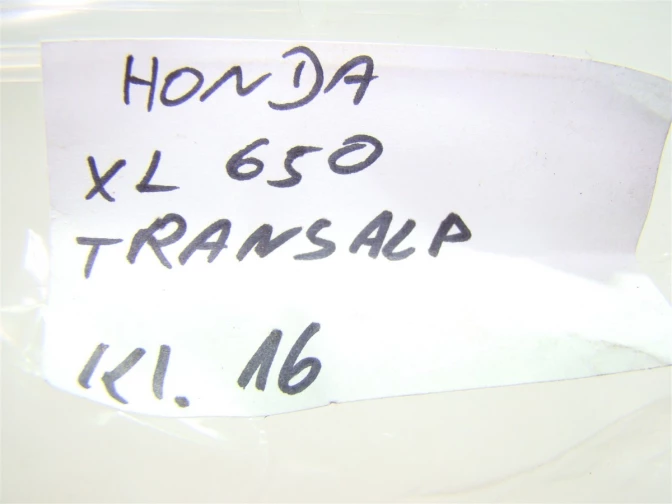 HONDA
XL 650
TRANSALP
Kl. 16